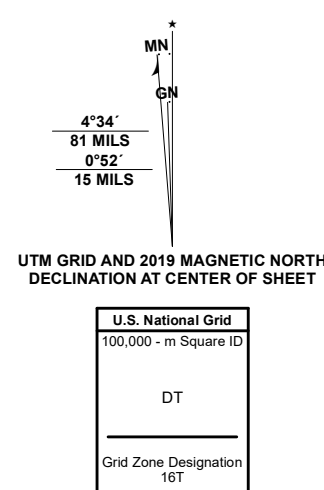 ★
MN
GN
4°34´
81 MILS
0°52´
15 MILS
UTM GRID AND 2019 MAGNETIC NORTH
DECLINATION AT CENTER OF SHEET
U.S. National Grid
100,000 - m Square ID
DT
Grid Zone Designation
16T